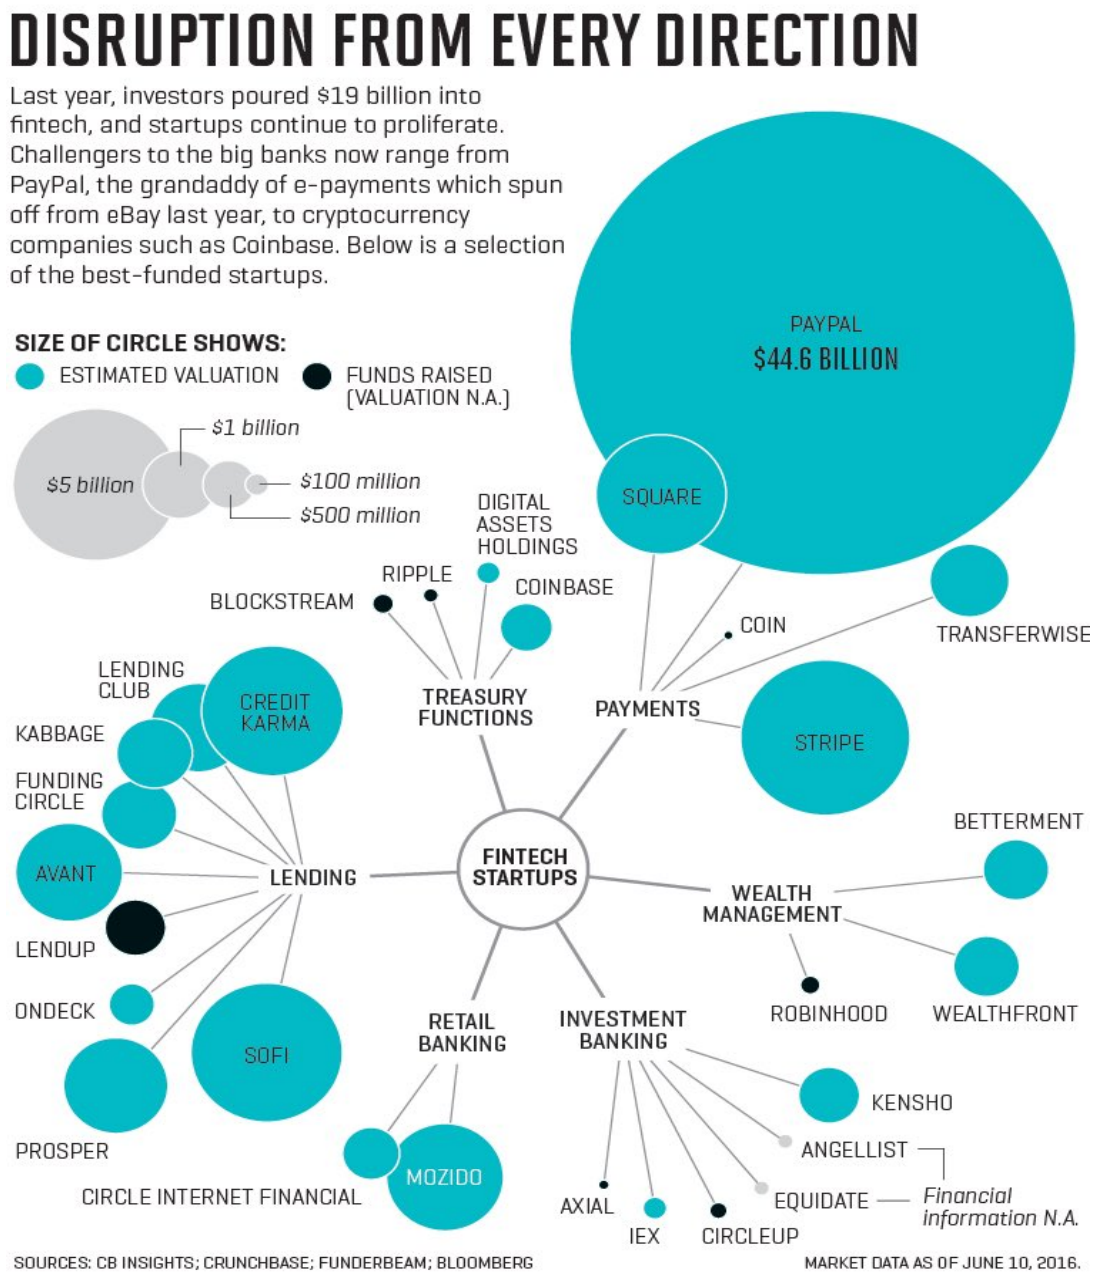 DISRUPTION FROM EVERY DIRECTION
Last year, investors poured $19 billion into
fintech, and startups continue to proliferate.
Challengers to the big banks now range from
PayPal, the grandaddy of e-payments which spun
off from eBay last year, to cryptocurrency
companies such as Coinbase. Below is a selection
of the best-funded startups.
SIZE OF CIRCLE SHOWS:
ESTIMATED VALUATION
FUNDS RAISED
(VALUATION N.A.)
$1 billion
$5 billion
$100 million
$500 million
PAYPAL
$44.6 BILLION
SQUARE
DIGITAL
ASSETS
HOLDINGS
RIPPLE
COINBASE
BLOCKSTREAM
COIN
TRANSFERWISE
TREASURY
FUNCTIONS
PAYMENTS
STRIPE
LENDING
CLUB
CREDIT
KARMA
KABBAGE
FUNDING
CIRCLE
AVANT
LENDING
LENDUP
ONDECK
SOFI
PROSPER
FINTECH
STARTUPS
BETTERMENT
WEALTH
MANAGEMENT
ROBINHOOD
WEALTHFRONT
RETAIL
BANKING
CIRCLE INTERNET FINANCIAL
MOZIDO
INVESTMENT
BANKING
KENSHO
ANGELLIST
EQUIDATE
Financial
information N.A.
AXIAL
IEX
CIRCLEUP
SOURCES: CB INSIGHTS; CRUNCHBASE; FUNDERBEAM; BLOOMBERG
MARKET DATA AS OF JUNE 10, 2016.